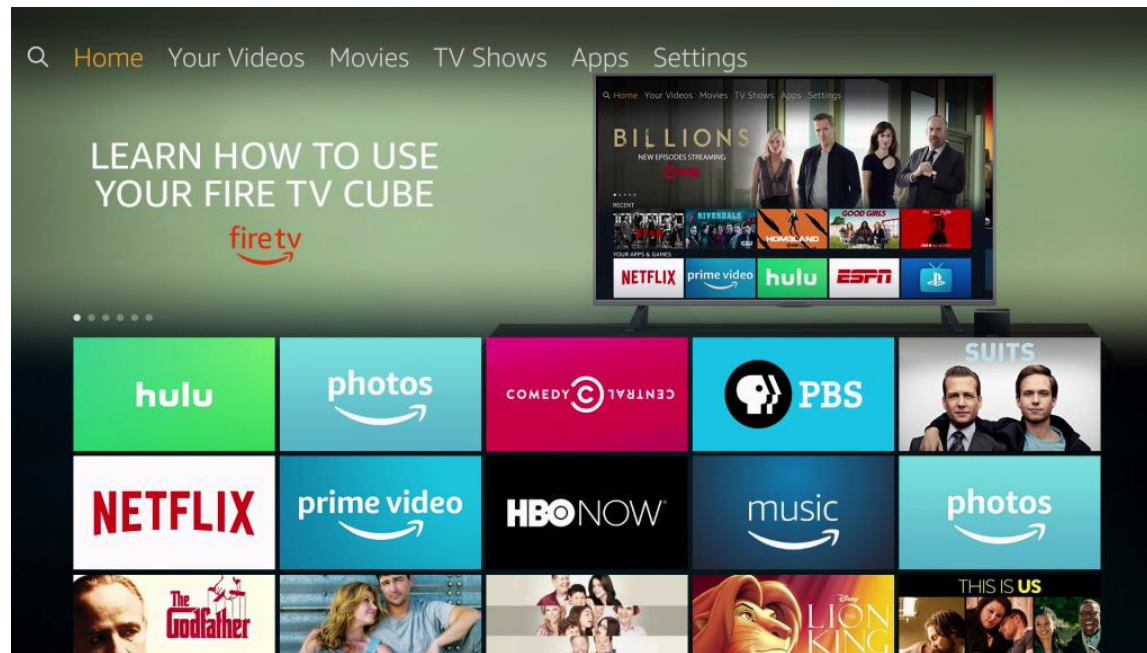 Home Your Videos Movies TV Shows Apps Settings
LEARN HOW TO USE
YOUR FIRE TV CUBE
firetv
Home Your Videos Movies TV Shows Apps Settings
BILLIONS
NEW EPISODES STREAMING
RECENT
RIVERDALE
HOMELAND
GOOD GIRLS
YOUR APPS & GAMES
NETFLIX
prime video
hulu
ESPN
hulu
photos
COMEDY CENTRAL
PBS
SUITS
NETFLIX
prime video
HBO NOW
music
photos
The
Godfather
Disney
THE
LION
KING
THIS IS US